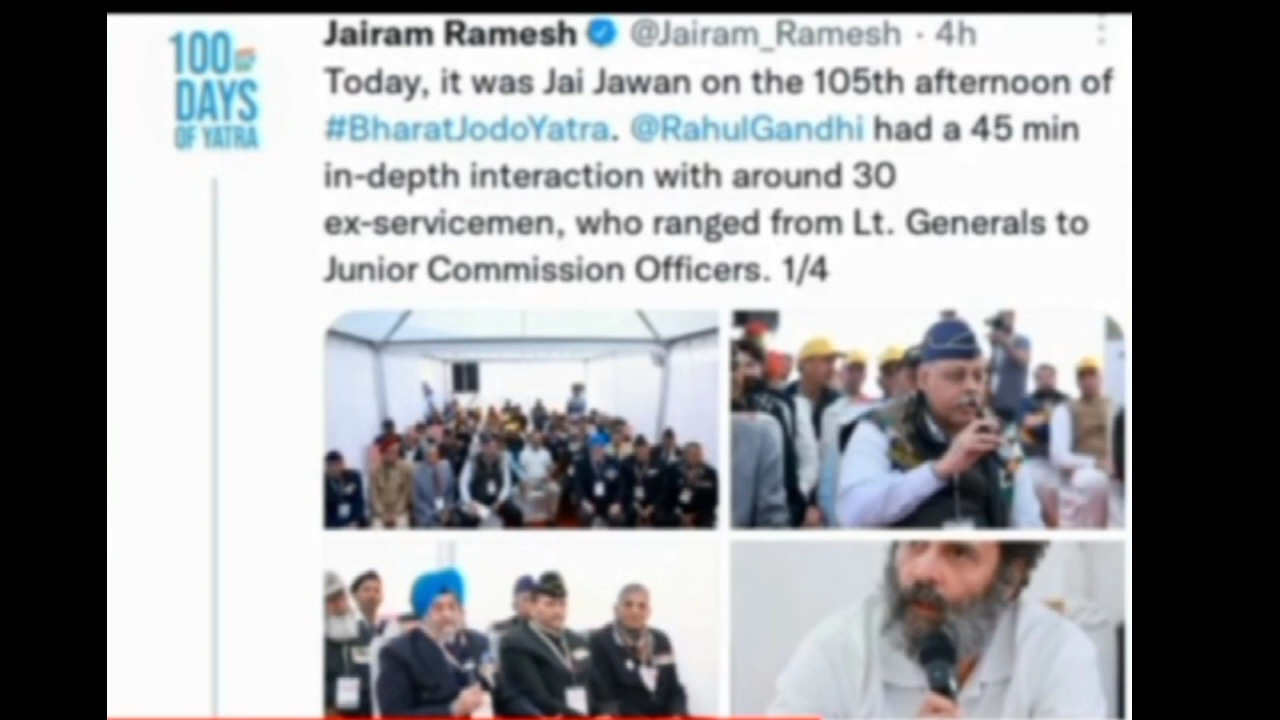 100
DAYS
OF YATRA
Jairam Ramesh @Jairam_Ramesh · 4h
Today, it was Jai Jawan on the 105th afternoon of
#BharatJodoYatra. @RahulGandhi had a 45 min
in-depth interaction with around 30
ex-servicemen, who ranged from Lt. Generals to
Junior Commission Officers. 1/4